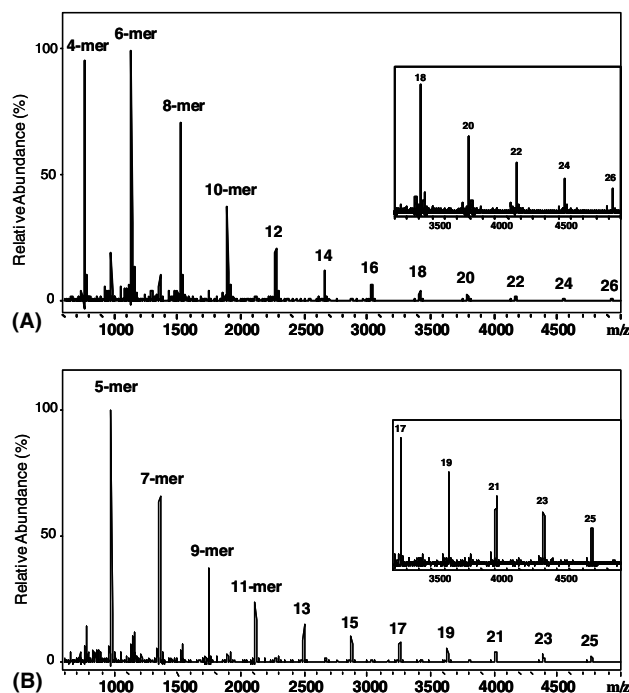 100
4-mer
6-mer
8-mer
10-mer
12
14
16
18
20
22
24
26
50
0
Relative Abundance (%)
18
20
22
24
26
3500
4000
4500
(A)
1000 1500 2000 2500 3000 3500 4000 4500 m/z
100
5-mer
7-mer
9-mer
11-mer
13
15
17
19
21
23
25
50
0
Relative Abundance (%)
17
19
21
23
25
3500
4000
4500
(B)
1000 1500 2000 2500 3000 3500 4000 4500 m/z